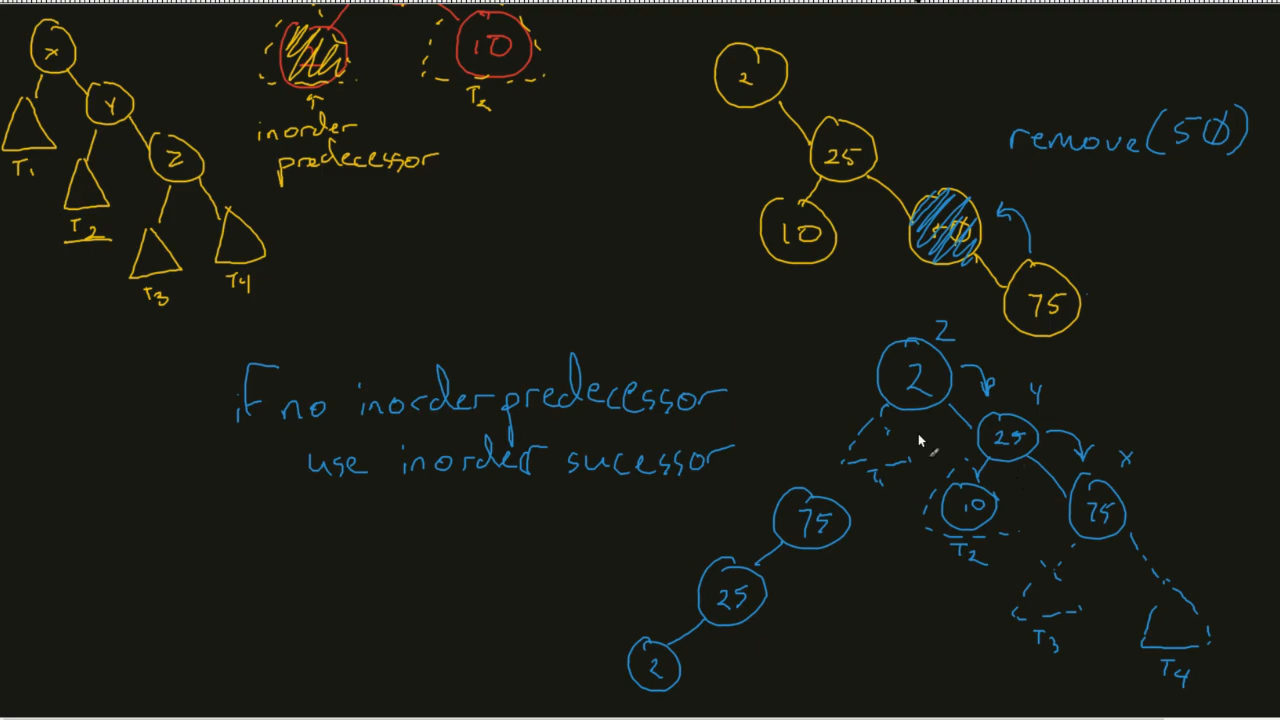 x
Y
Z
T1
T2
T3
T4
10
T2
inorder
predecessor
2
25
10
75
remove(50)
if no inorder predecessor
use inorder sucessor
Z
2
Y
25
x
75
T1
10
T2
T3
T4
75
25
2